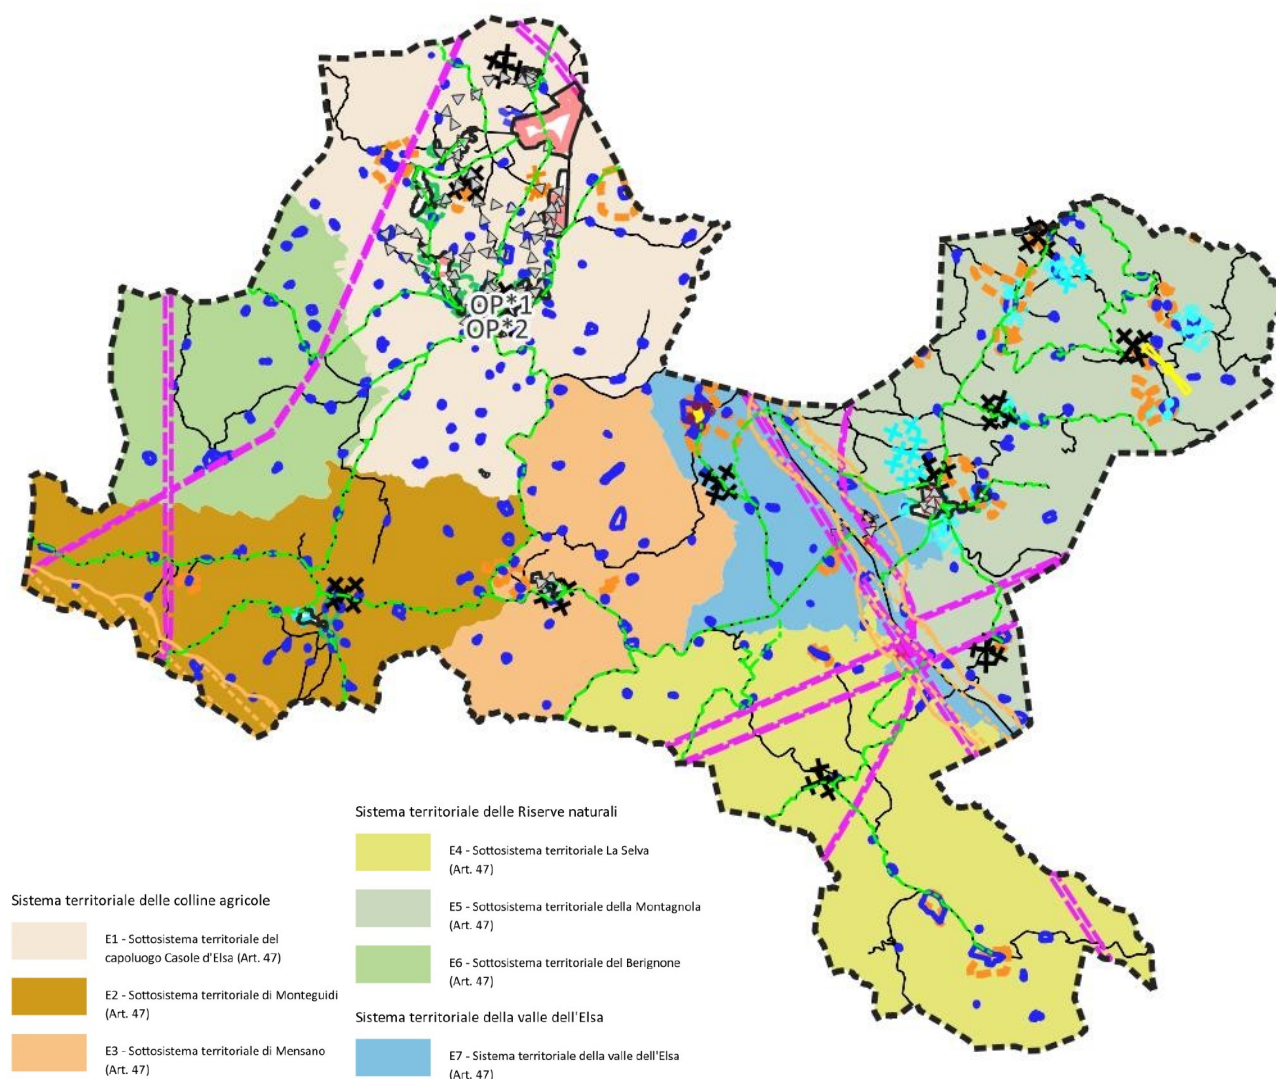 OP*1
OP*2
Sistema territoriale delle colline agricole
E1 - Sottosistema territoriale del
capoluogo Casole d'Elsa (Art. 47)
E2 - Sottosistema territoriale di Monteguidi
(Art. 47)
E3 - Sottosistema territoriale di Mensano
(Art. 47)
Sistema territoriale delle Riserve naturali
E4 - Sottosistema territoriale La Selva
(Art. 47)
E5 - Sottosistema territoriale della Montagnola
(Art. 47)
E6 - Sottosistema territoriale del Berignone
(Art. 47)
Sistema territoriale della valle dell'Elsa
E7 - Sistema territoriale della valle dell'Elsa
(Art. 47)